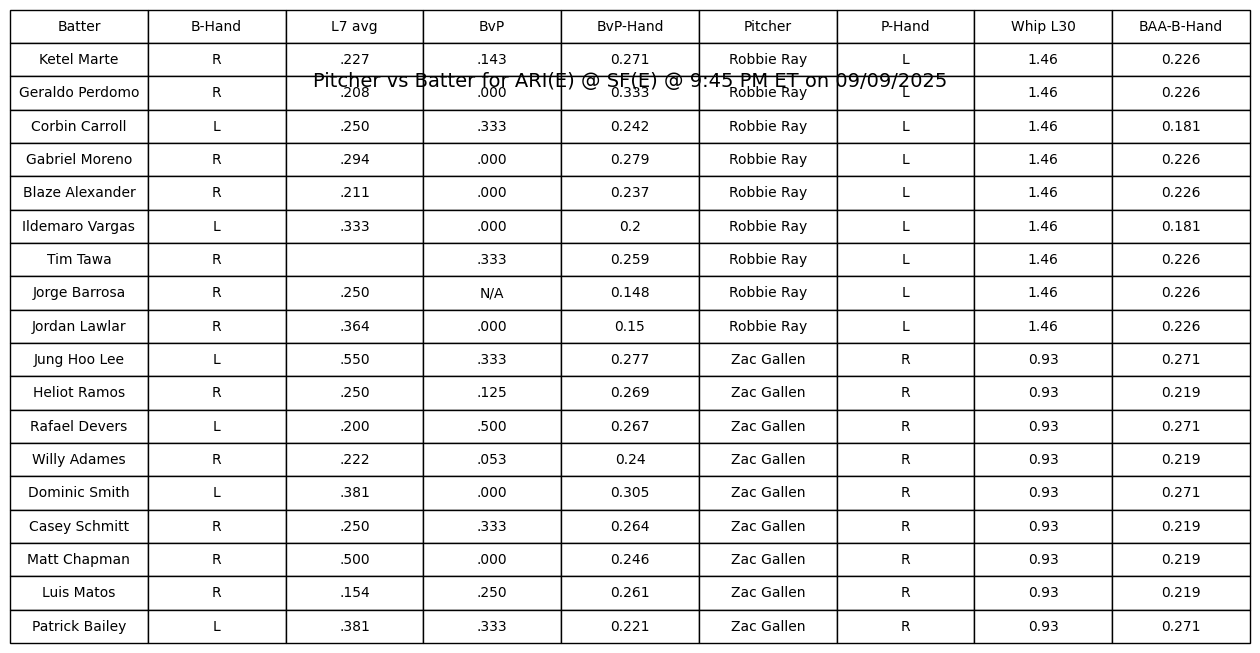 Batter B-Hand L7 avg BvP BvP-Hand Pitcher P-Hand Whip L30 BAA-B-Hand
Ketel Marte R .227 .143 0.271 Robbie Ray L 1.46 0.226
Pitcher vs Batter for ARI(E) @ SF(E) @ 9:45 PM ET on 09/09/2025
Geraldo Perdomo R .208 .000 0.333 Robbie Ray L 1.46 0.226
Corbin Carroll L .250 .333 0.242 Robbie Ray L 1.46 0.181
Gabriel Moreno R .294 .000 0.279 Robbie Ray L 1.46 0.226
Blaze Alexander R .211 .000 0.237 Robbie Ray L 1.46 0.226
Ildemaro Vargas L .333 .000 0.2 Robbie Ray L 1.46 0.181
Tim Tawa R .333 0.259 Robbie Ray L 1.46 0.226
Jorge Barrosa R .250 N/A 0.148 Robbie Ray L 1.46 0.226
Jordan Lawlar R .364 .000 0.15 Robbie Ray L 1.46 0.226
Jung Hoo Lee L .550 .333 0.277 Zac Gallen R 0.93 0.271
Heliot Ramos R .250 .125 0.269 Zac Gallen R 0.93 0.219
Rafael Devers L .200 .500 0.267 Zac Gallen R 0.93 0.271
Willy Adames R .222 .053 0.24 Zac Gallen R 0.93 0.219
Dominic Smith L .381 .000 0.305 Zac Gallen R 0.93 0.271
Casey Schmitt R .250 .333 0.264 Zac Gallen R 0.93 0.219
Matt Chapman R .500 .000 0.246 Zac Gallen R 0.93 0.219
Luis Matos R .154 .250 0.261 Zac Gallen R 0.93 0.219
Patrick Bailey L .381 .333 0.221 Zac Gallen R 0.93 0.271